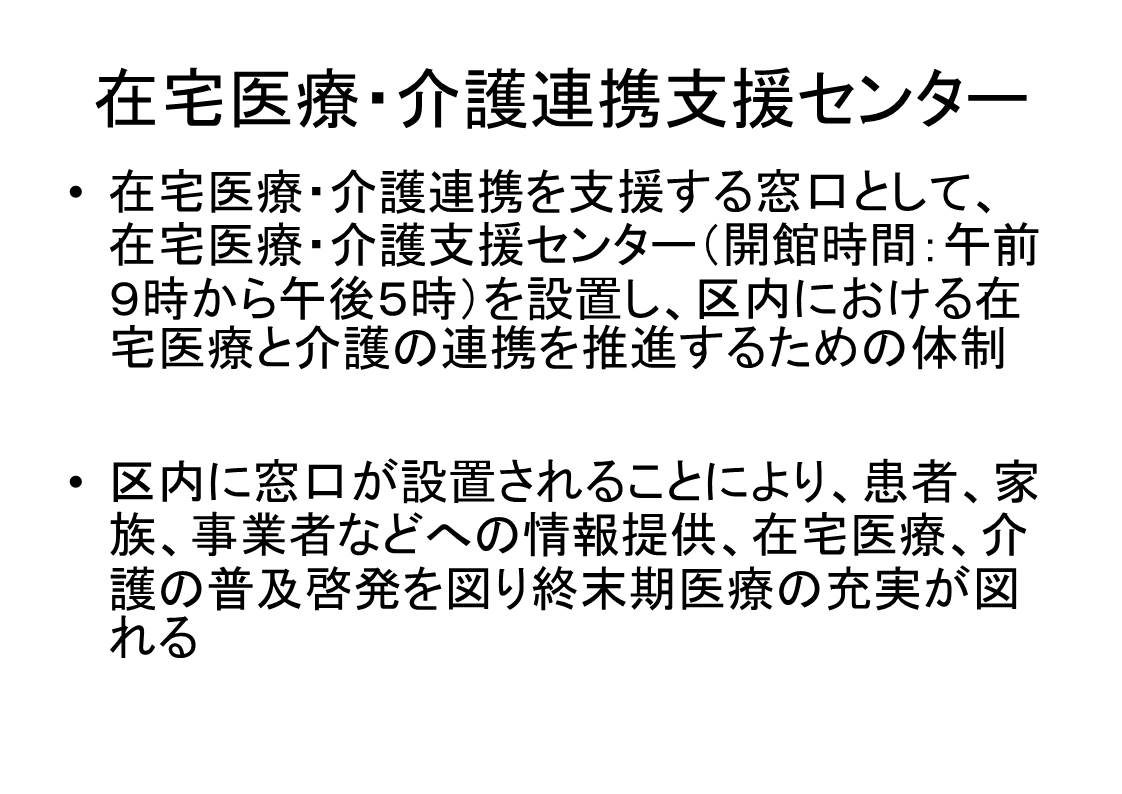 在宅医療・介護連携支援センター
• 在宅医療・介護連携を支援する窓口として、
在宅医療・介護支援センター（開館時間：午前
９時から午後５時）を設置し、区内における在
宅医療と介護の連携を推進するための体制
• 区内に窓口が設置されることにより、患者、家
族、事業者などへの情報提供、在宅医療、介
護の普及啓発を図り終末期医療の充実が図
れる